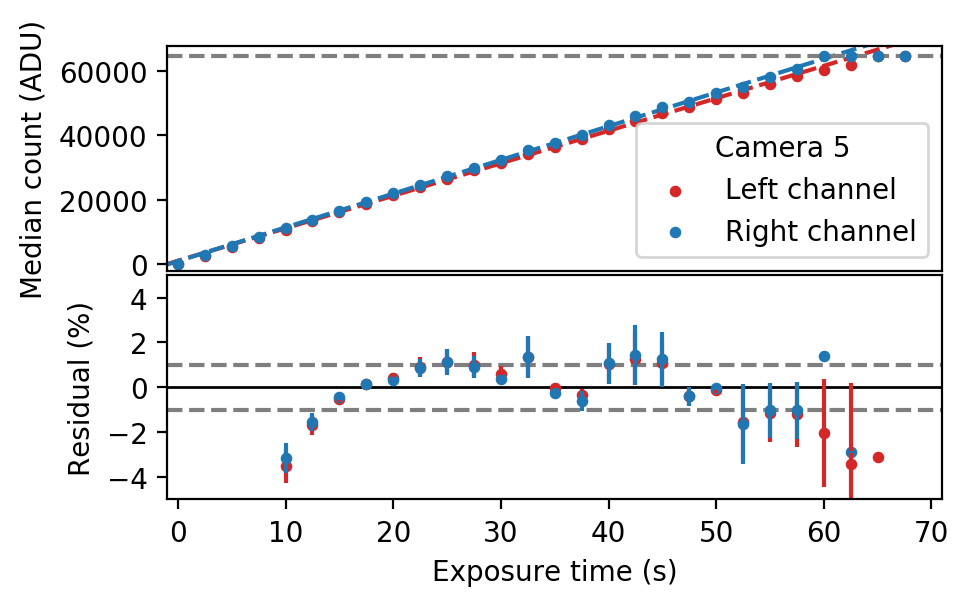 Median count (ADU)
60000
40000
20000
0
Camera 5
Left channel
Right channel
Residual (%)
4
2
0
−2
−4
0 10 20 30 40 50 60 70
Exposure time (s)